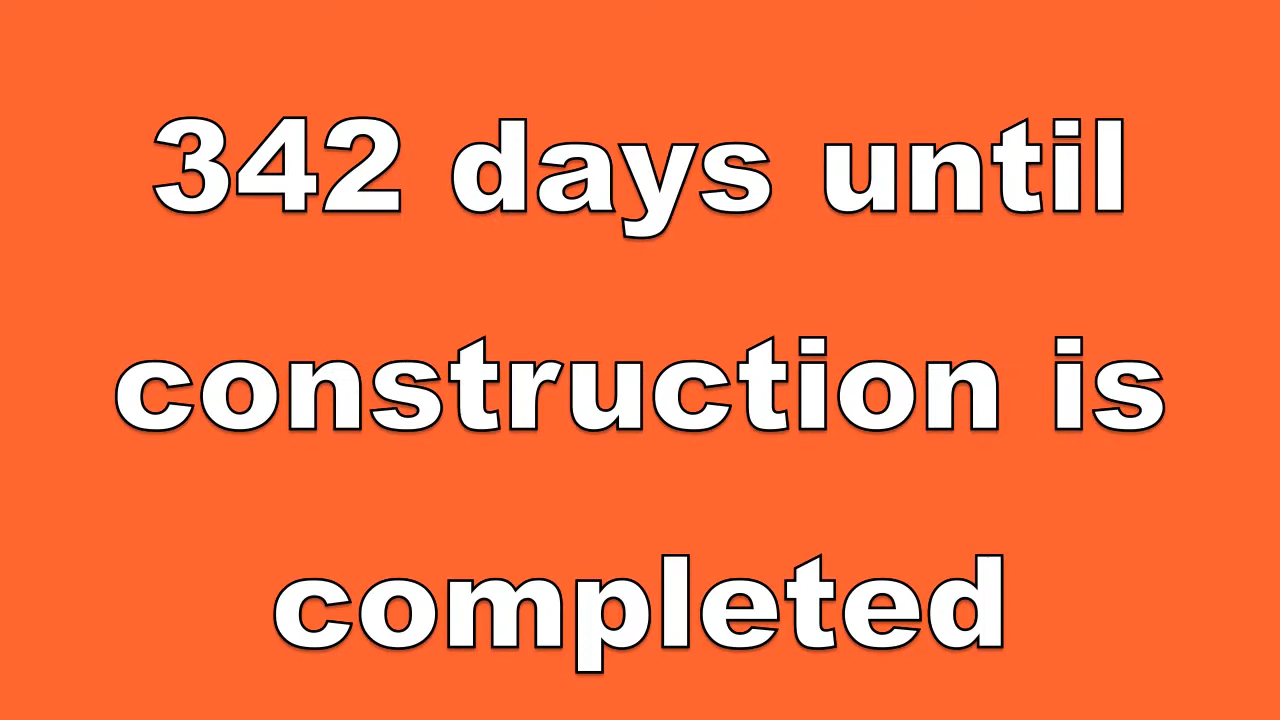 342 days until
construction is
completed